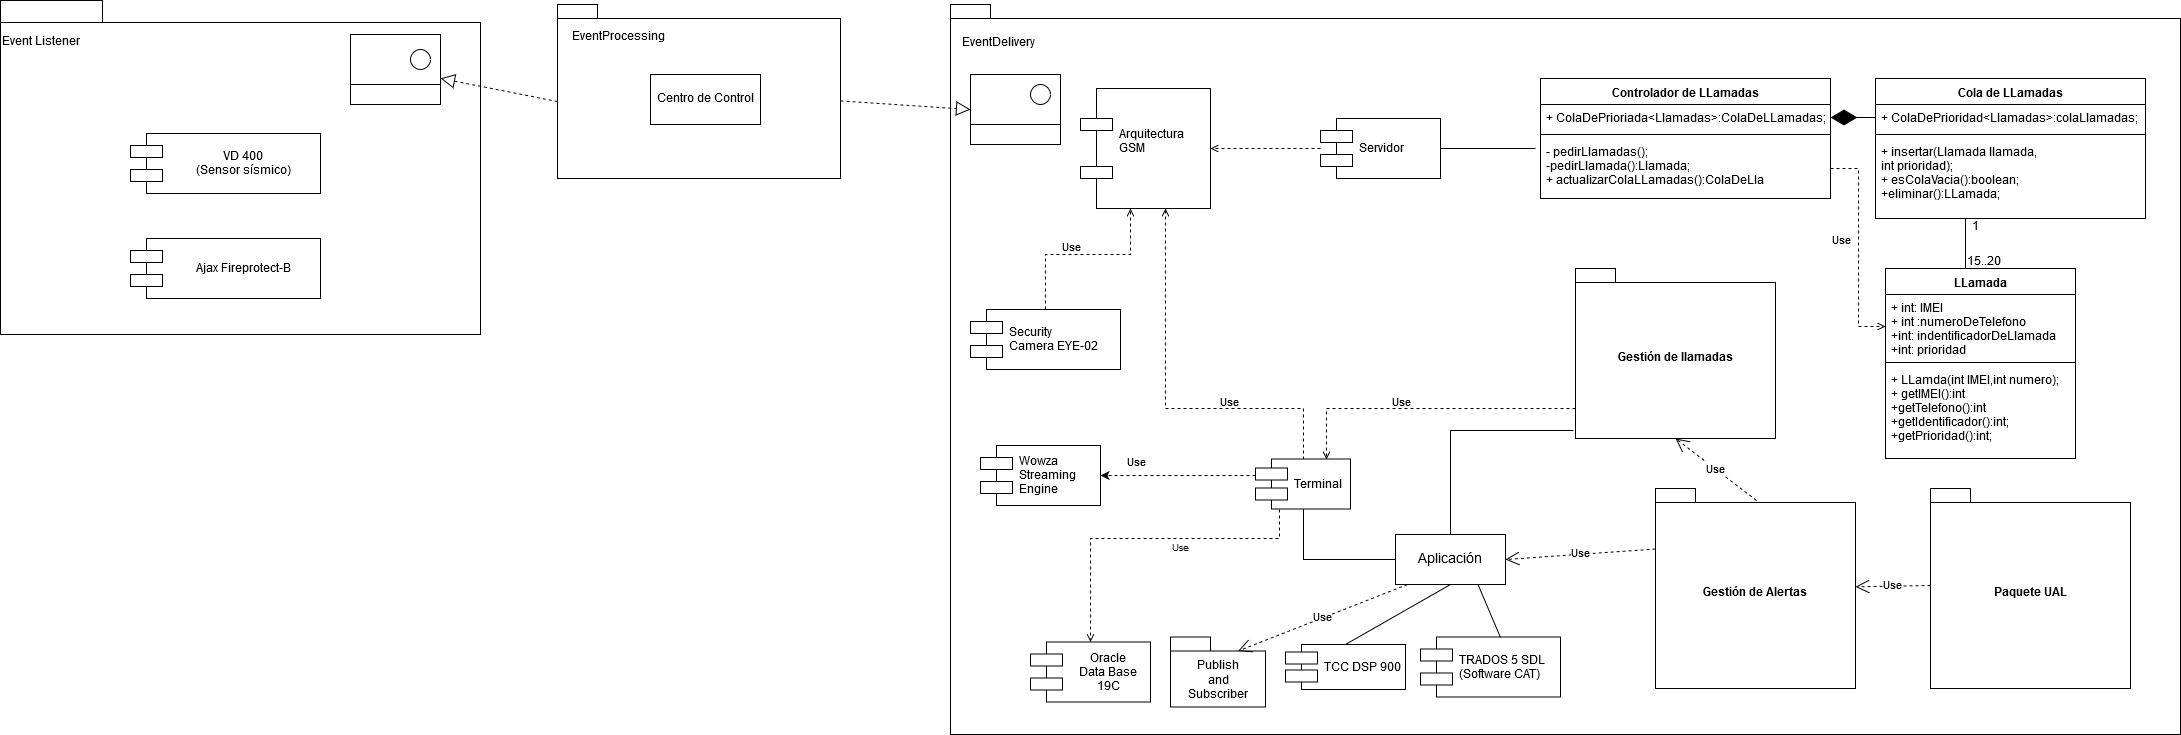 Event Listener
VD 400
(Sensor sísmico)
Ajax Fireprotect-B
EventProcessing
Centro de Control
EventDelivery
Arquitectura
GSM
Servidor
Controlador de LLamadas
+ ColaDePrioriada<Llamadas>:ColaDeLLamadas;
- pedirLlamadas();
-pedirLlamada():Llamada;
+ actualizarColaLLamadas():ColaDeLla
Cola de LLamadas
+ ColaDePrioridad<Llamadas>:colaLlamadas;
+ insertar(Llamada llamada,
int prioridad);
+ esColaVacia():boolean;
+eliminar():LLamada;
1
15..20
Use
LLamada
+ int: IMEI
+ int :numeroDeTelefono
+int: indentificadorDeLlamada
+int: prioridad
+ LLamda(int IMEI,int numero);
+ getIMEI():int
+getTelefono():int
+getIdentificador():int;
+getPrioridad():int;
Use
Security
Camera EYE-02
Gestión de llamadas
Use
Use
Wowza
Streaming
Engine
Use
Terminal
Use
Use
Aplicación
Use
Gestión de Alertas
Use
Paquete UAL
Use
Oracle
Data Base
19C
Publish
and
Subscriber
TCC DSP 900
TRADOS 5 SDL
(Software CAT)